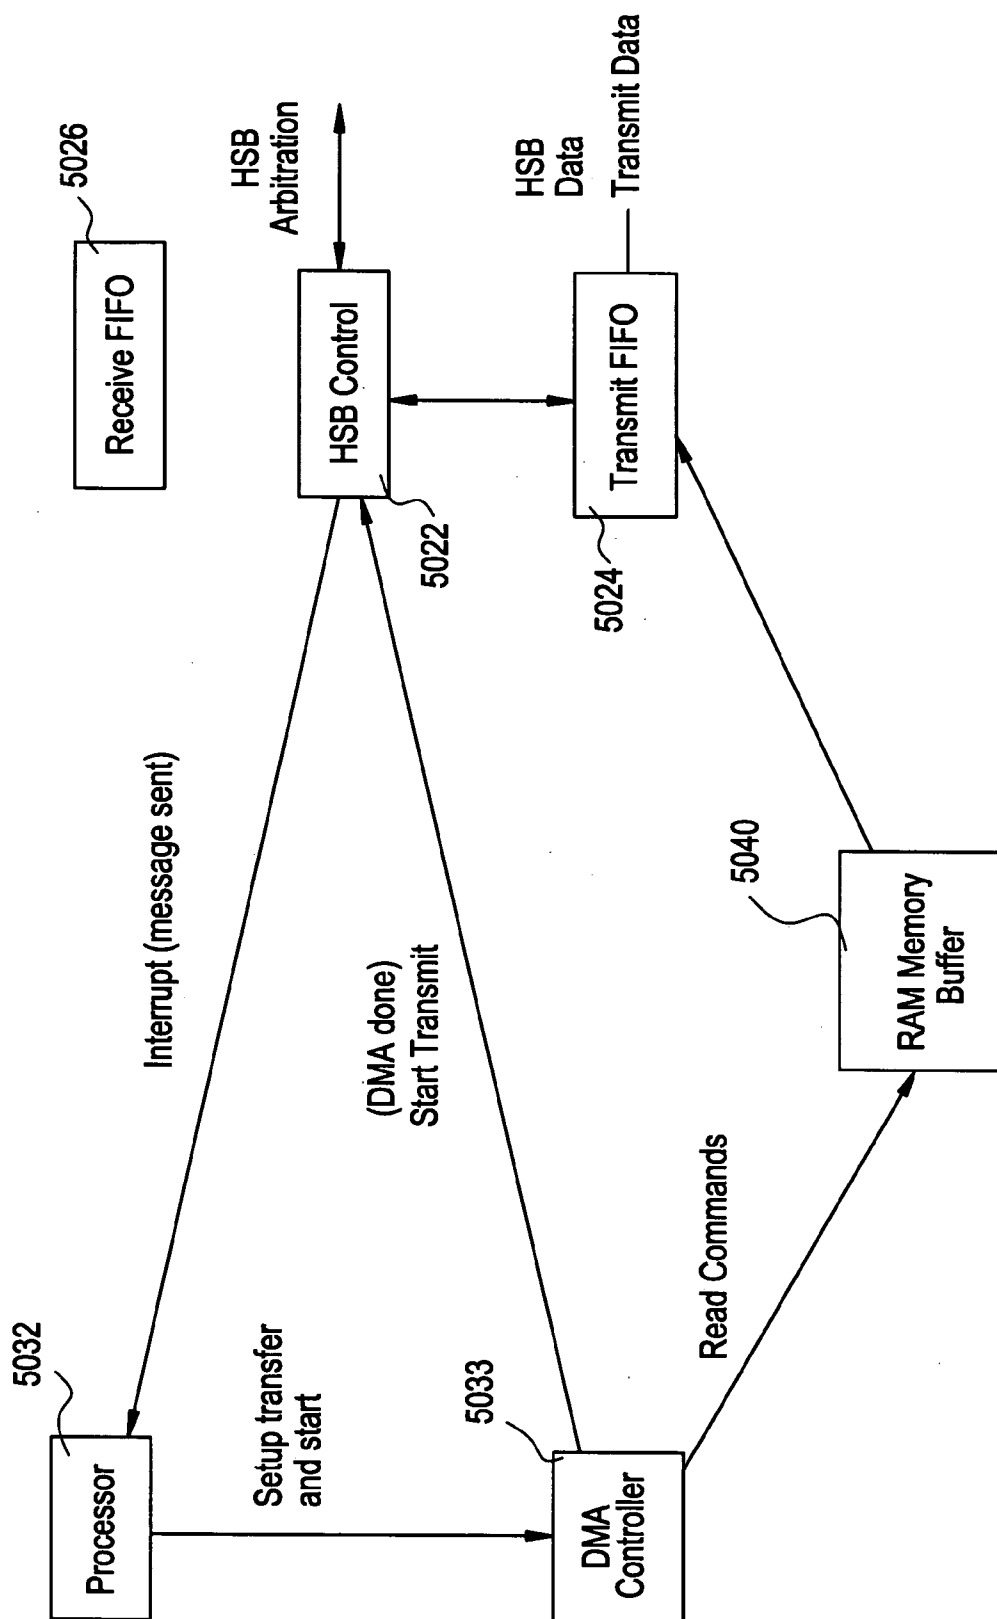 5032
Processor
Setup transfer
and start
5033
DMA
Controller
Interrupt (message sent)
(DMA done)
Start Transmit
Read Commands
5040
RAM Memory
Buffer
5026
Receive FIFO
HSB
Arbitration
HSB Control
5022
HSB
Data
Transmit Data
Transmit FIFO
5024